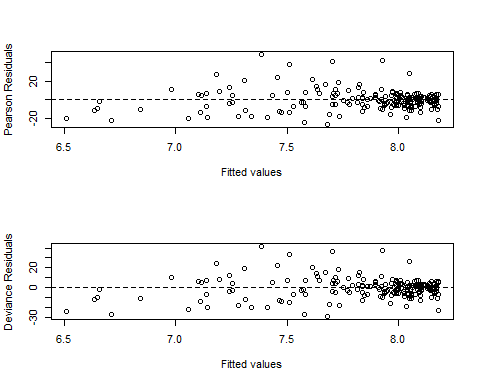 Pearson Residuals
20
-20
6.5 7.0 7.5 8.0
Fitted values
Deviance Residuals
20
0
-30
6.5 7.0 7.5 8.0
Fitted values